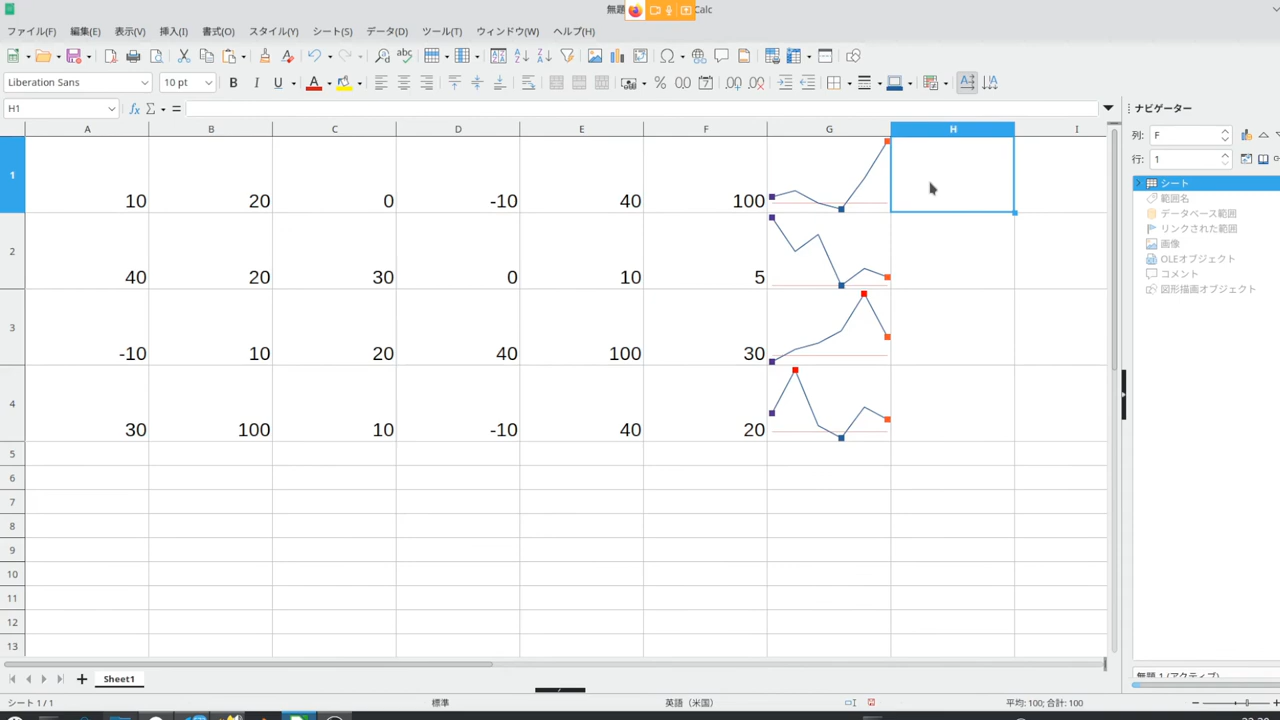 無題 Calc
ファイル(F) 編集(E) 表示(V) 挿入(I) 書式(O) スタイル(Y) シート(S) データ(D) ツール(T) ウィンドウ(W) ヘルプ(H)
Liberation Sans 10 pt
H1
ナビゲーター
A B C D E F G H I
列: F
行: 1
1 10 20 0 -10 40 100
2 40 20 30 0 10 5
3 -10 10 20 40 100 30
4 30 100 10 -10 40 20
5
6
7
8
9
10
11
12
13
シート
範囲名
データベース範囲
リンクされた範囲
画像
OLEオブジェクト
コメント
図形描画オブジェクト
無題 1 (アクティブ)
Sheet1
シート 1 / 1 標準 英語 (米国) 平均: 100; 合計: 100